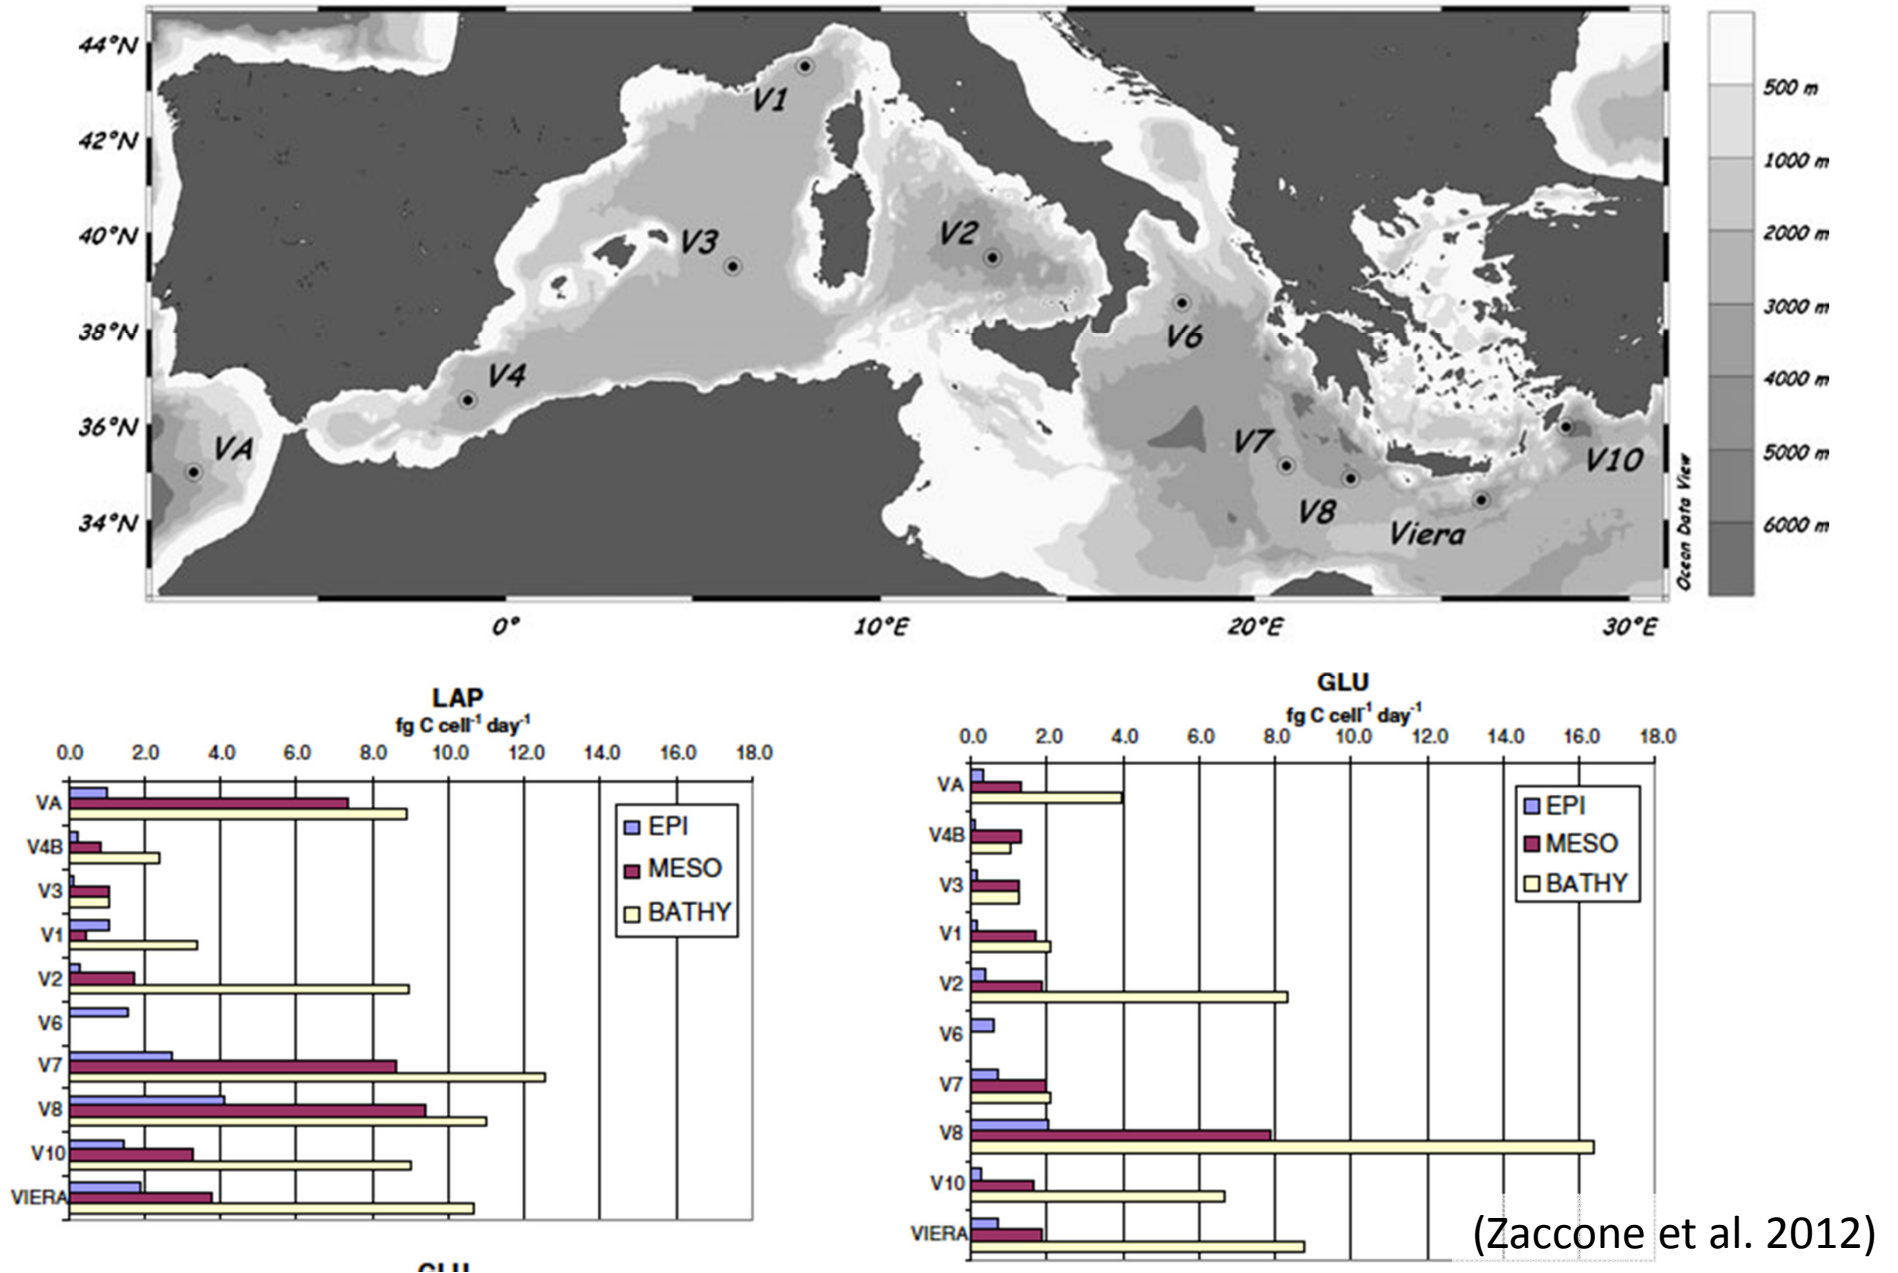 44°N
42°N
40°N
38°N
36°N
34°N
V1
V3
V2
V4
V6
VA
V7
V8
Viera
V10
0°
10°E
20°E
30°E
500 m
1000 m
2000 m
3000 m
4000 m
5000 m
6000 m
Ocean Data View
LAP
fg C cell⁻¹ day⁻¹
0.0 2.0 4.0 6.0 8.0 10.0 12.0 14.0 16.0 18.0
VA
V4B
V3
V1
V2
V6
V7
V8
V10
VIERA
EPI
MESO
BATHY
GLU
GLU
fg C cell⁻¹ day⁻¹
0.0 2.0 4.0 6.0 8.0 10.0 12.0 14.0 16.0 18.0
VA
V4B
V3
V1
V2
V6
V7
V8
V10
VIERA
EPI
MESO
BATHY
(Zaccone et al. 2012)